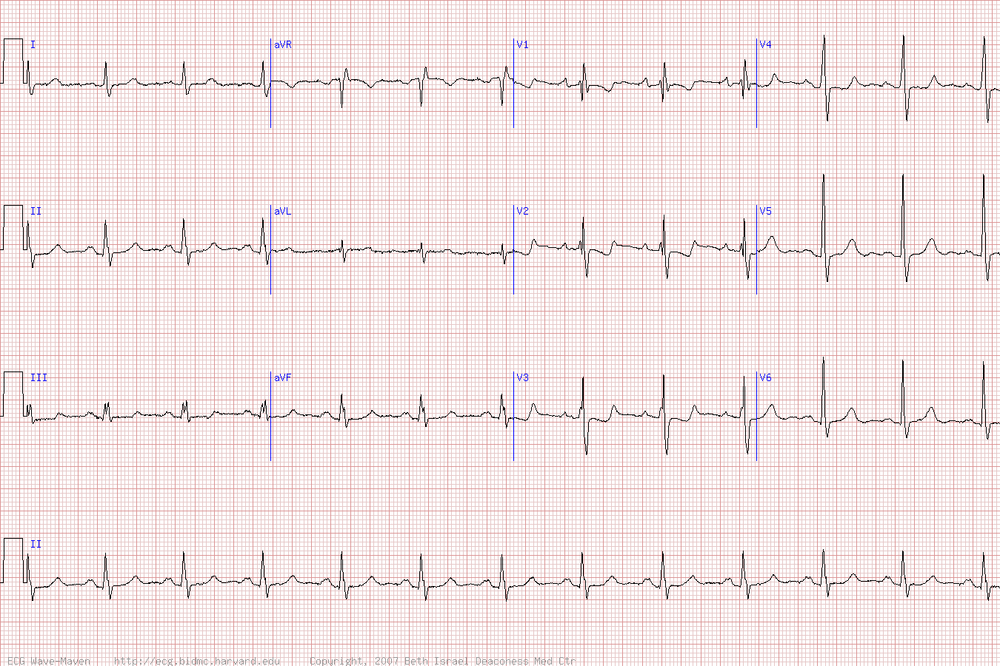 I aVR V1 V4
II aVL V2 V5
III aVF V3 V6
II
ECG Wave-Maven http://ecg.bidmc.harvard.edu Copyright, 2007 Beth Israel Deaconess Med Ctr